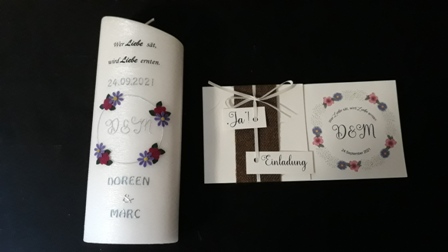 Wer Liebe sät,
wird Liebe ernten.
24.09.2021
D&M
DOREEN
&
MARC
Ja!
Einladung
D&M